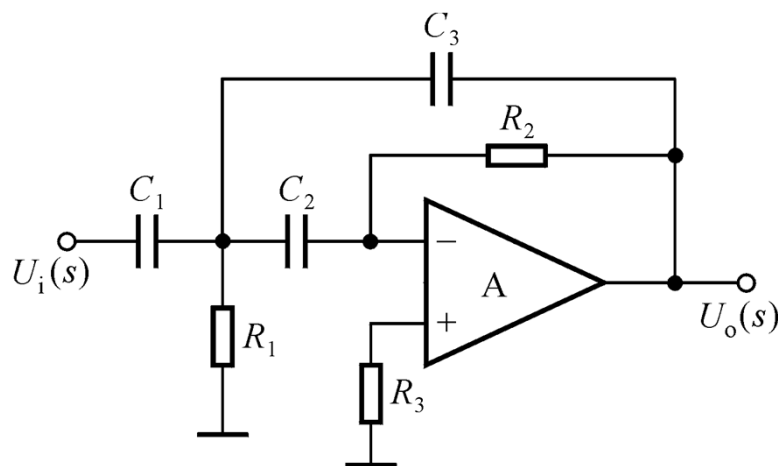 C₃
R₂
C₁
C₂
−
Uᵢ(s)
A
R₁
+
Uₒ(s)
R₃